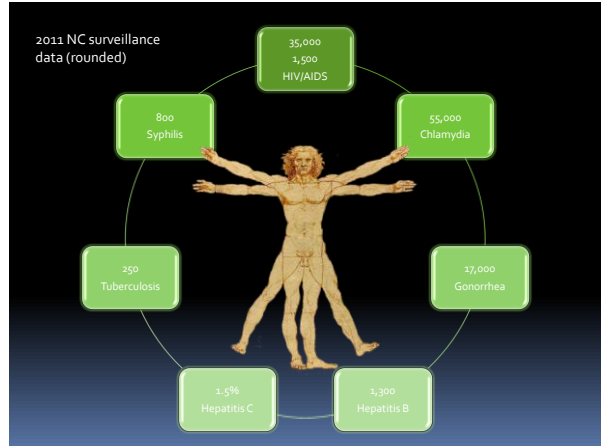 2011 NC surveillance
data (rounded)
35,000
1,500
HIV/AIDS
55,000
Chlamydia
17,000
Gonorrhea
1,300
Hepatitis B
1.5%
Hepatitis C
250
Tuberculosis
800
Syphilis